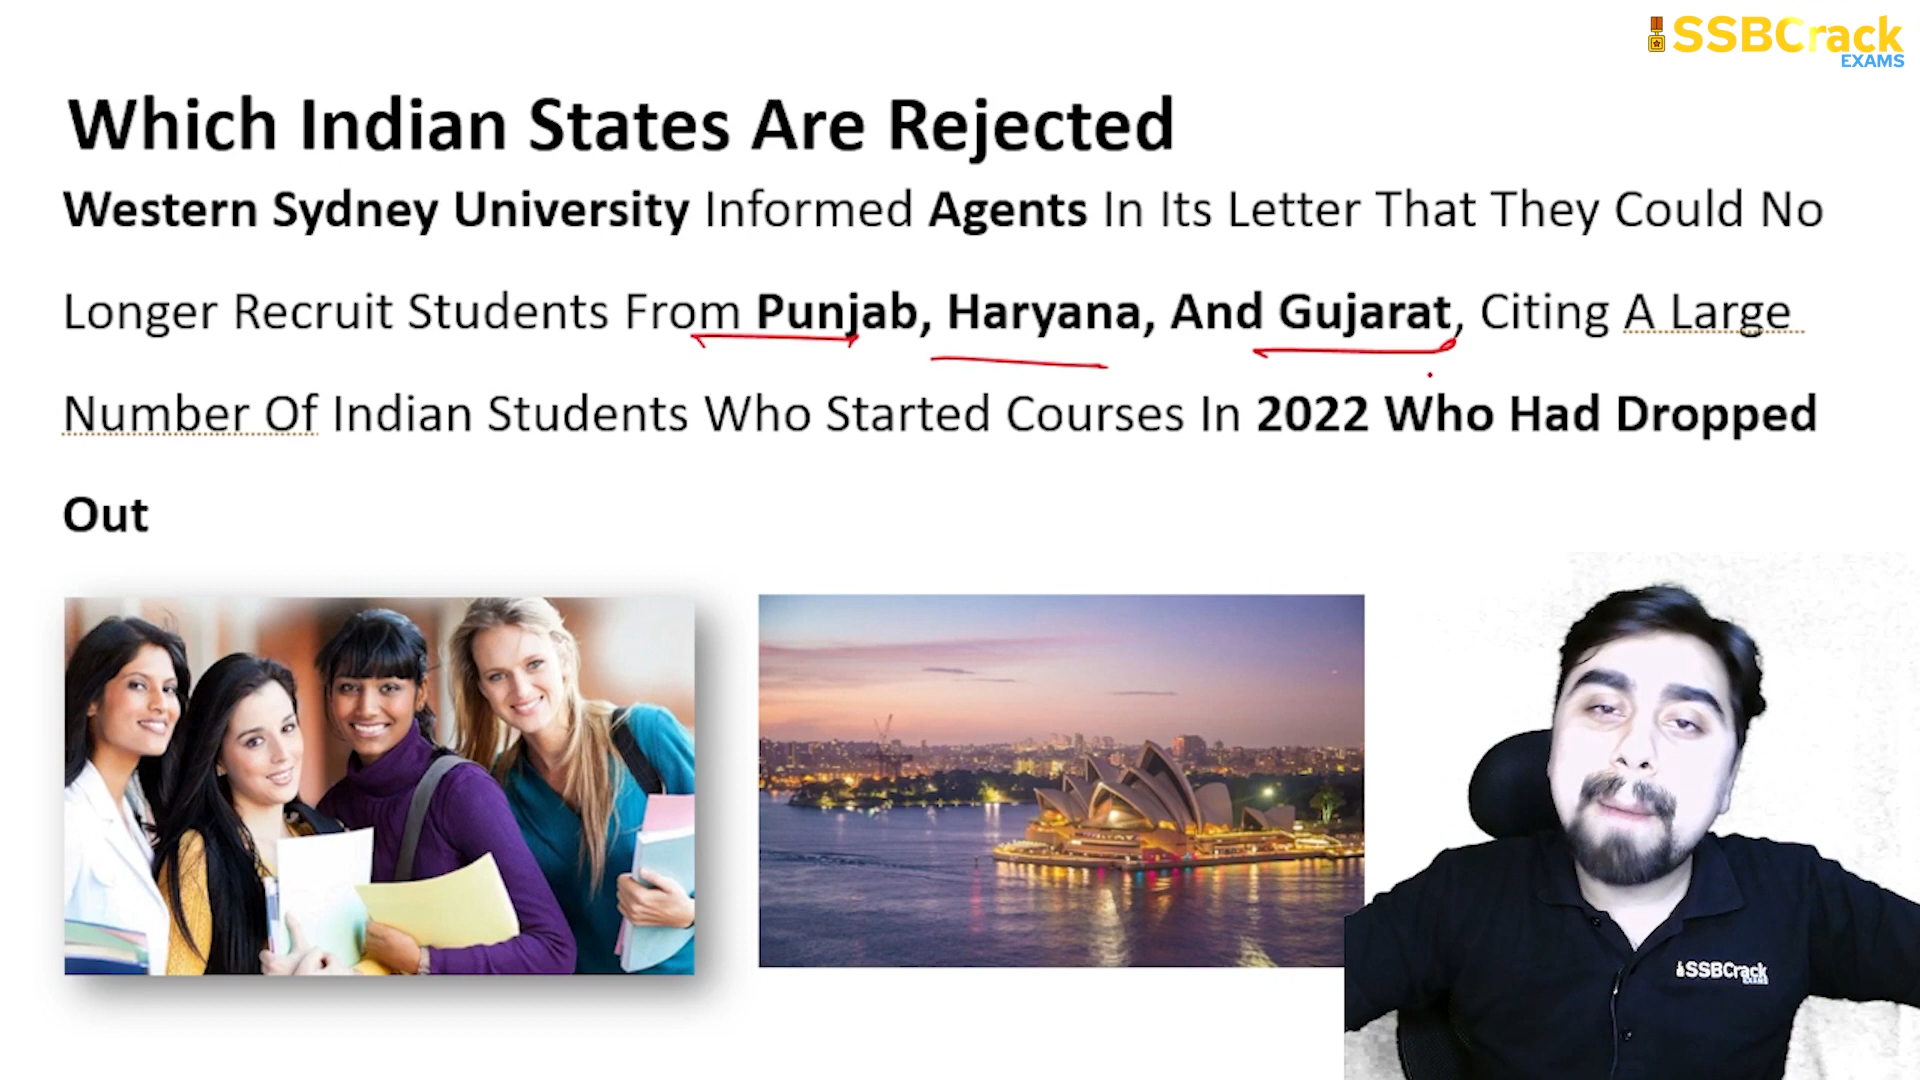 SSBCrack
EXAMS
Which Indian States Are Rejected
Western Sydney University Informed Agents In Its Letter That They Could No
Longer Recruit Students From Punjab, Haryana, And Gujarat, Citing A Large
Number Of Indian Students Who Started Courses In 2022 Who Had Dropped
Out
SSBCrack
EXAMS